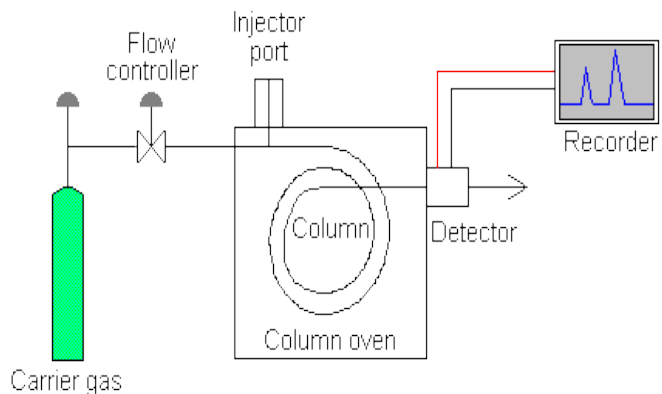 Flow
controller
Injector
port
Recorder
Column
Detector
Column oven
Carrier gas